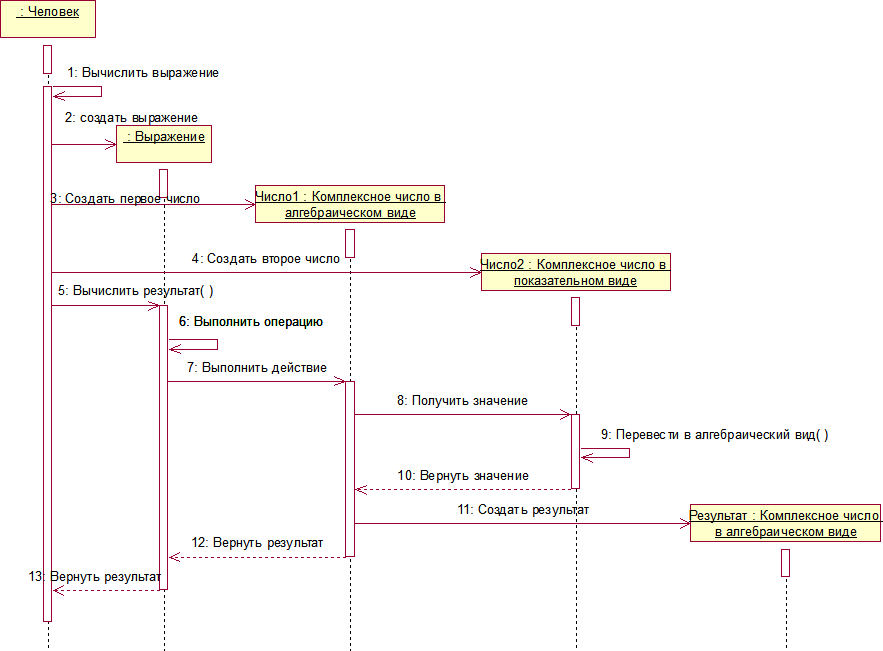 : Человек
1: Вычислить выражение
2: создать выражение
: Выражение
3: Создать первое число
Число1 : Комплексное число в
алгебраическом виде
4: Создать второе число
Число2 : Комплексное число в
показательном виде
5: Вычислить результат( )
6: Выполнить операцию
7: Выполнить действие
8: Получить значение
9: Перевести в алгебраический вид( )
10: Вернуть значение
11: Создать результат
Результат : Комплексное число
в алгебраическом виде
12: Вернуть результат
13: Вернуть результат